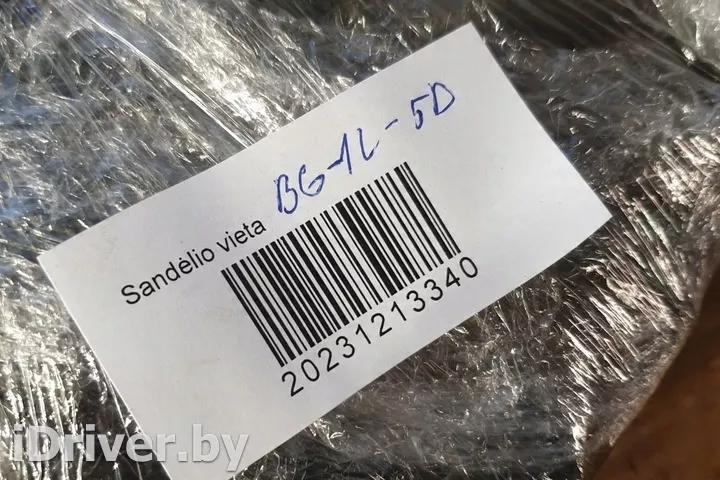 Sandėlio vieta BG-1L-5D
20231213340
iDriver.by